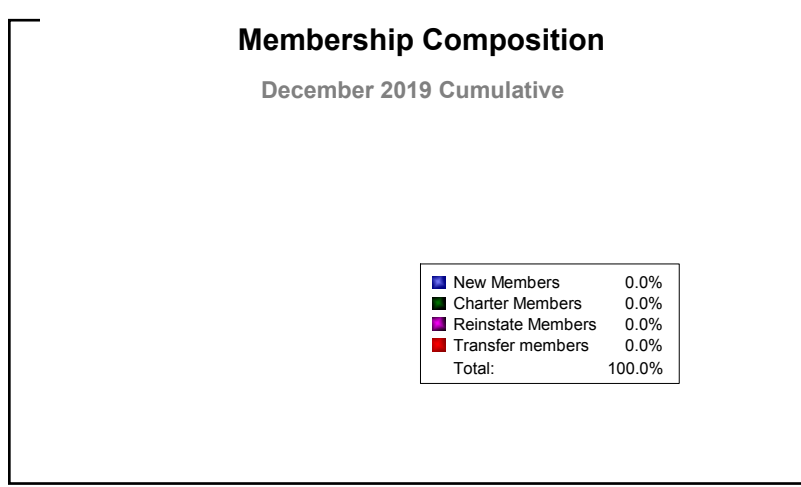 Membership Composition
December 2019 Cumulative
New Members 0.0%
Charter Members 0.0%
Reinstate Members 0.0%
Transfer members 0.0%
Total: 100.0%